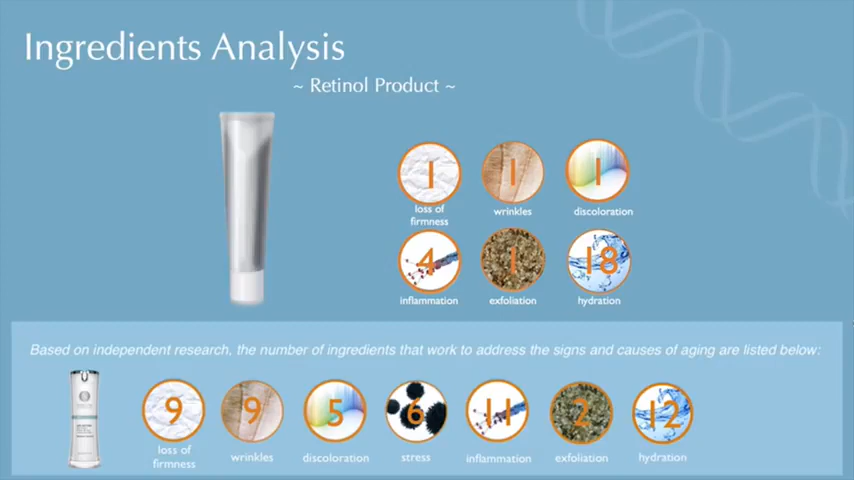 Ingredients Analysis
~ Retinol Product ~
1
1
1
loss of
firmness
wrinkles
discoloration
4
1
18
inflammation
exfoliation
hydration
Based on independent research, the number of ingredients that work to address the signs and causes of aging are listed below:
9
9
5
6
11
2
12
loss of
firmness
wrinkles
discoloration
stress
inflammation
exfoliation
hydration